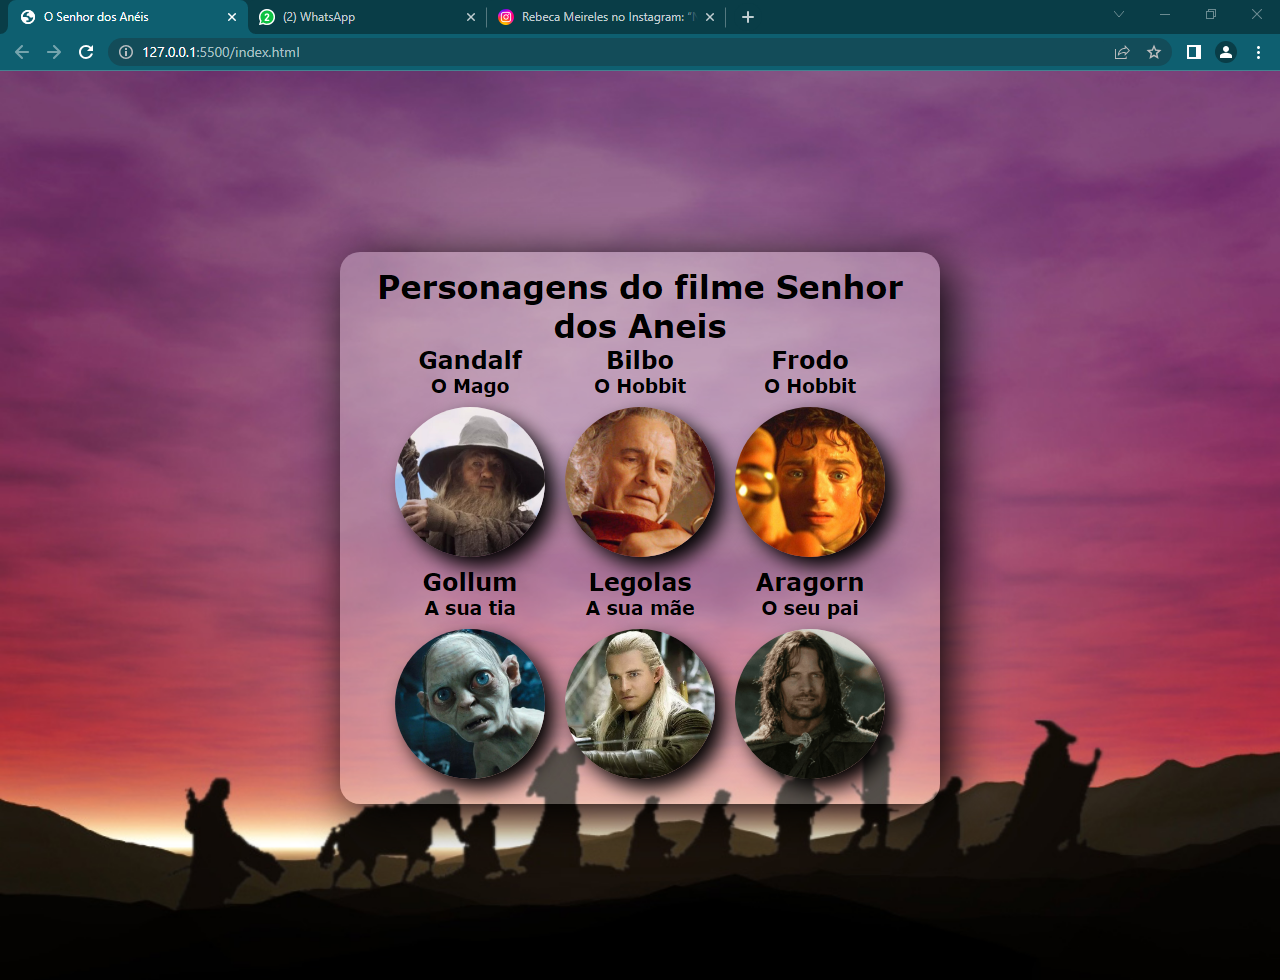 O Senhor dos Anéis
2
(2) WhatsApp
Rebeca Meireles no Instagram:
127.0.0.1:5500/index.html
Personagens do filme Senhor
dos Aneis
Gandalf
O Mago
Bilbo
O Hobbit
Frodo
O Hobbit
Gollum
A sua tia
Legolas
A sua mãe
Aragorn
O seu pai